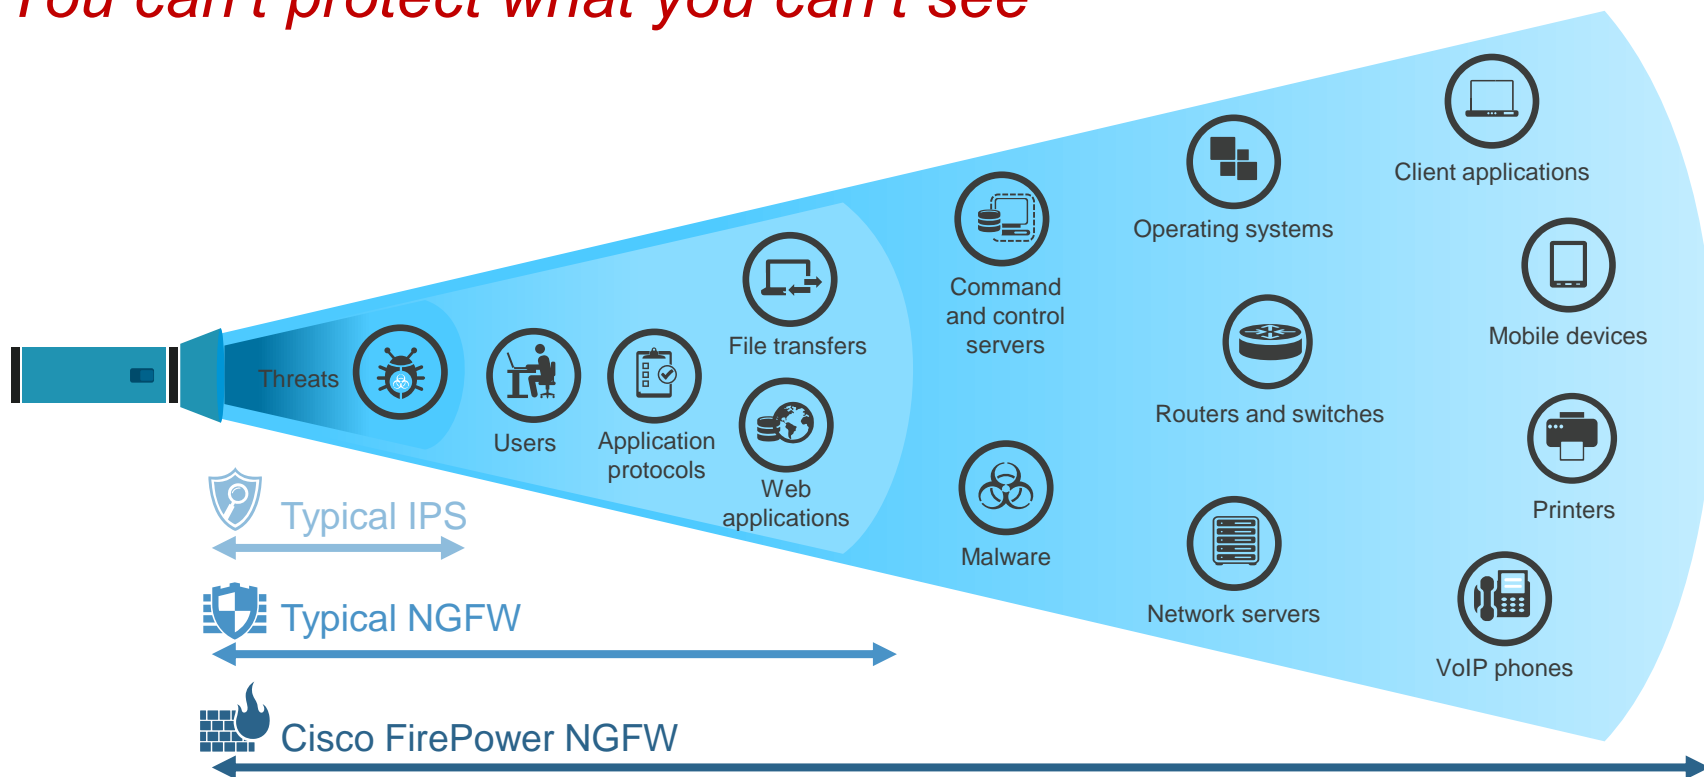 You can't protect what you can't see
Client applications
Operating systems
Command
and control
servers
Mobile devices
File transfers
Threats
Routers and switches
Users
Application
protocols
Web
applications
Printers
Malware
Network servers
VoIP phones
Typical IPS
Typical NGFW
Cisco FirePower NGFW